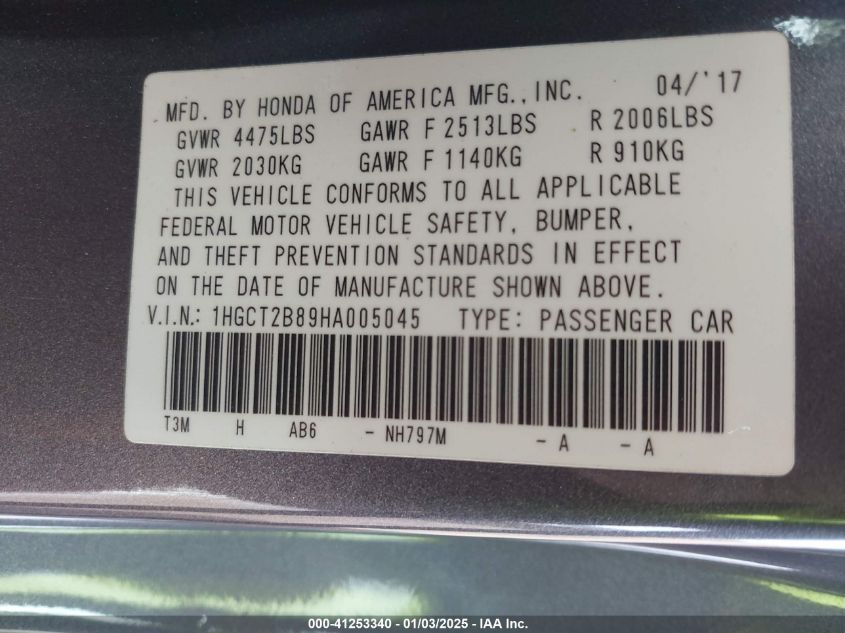 MFD. BY HONDA OF AMERICA MFG., INC. 04/'17
GVWR 4475LBS GAWR F 2513LBS R 2006LBS
GVWR 2030KG GAWR F 1140KG R 910KG
THIS VEHICLE CONFORMS TO ALL APPLICABLE
FEDERAL MOTOR VEHICLE SAFETY, BUMPER,
AND THEFT PREVENTION STANDARDS IN EFFECT
ON THE DATE OF MANUFACTURE SHOWN ABOVE.
V.I.N.: 1HGCT2B89HA005045 TYPE: PASSENGER CAR
T3M H AB6 - NH797M - A - A
000-41253340 - 01/03/2025 - IAA Inc.